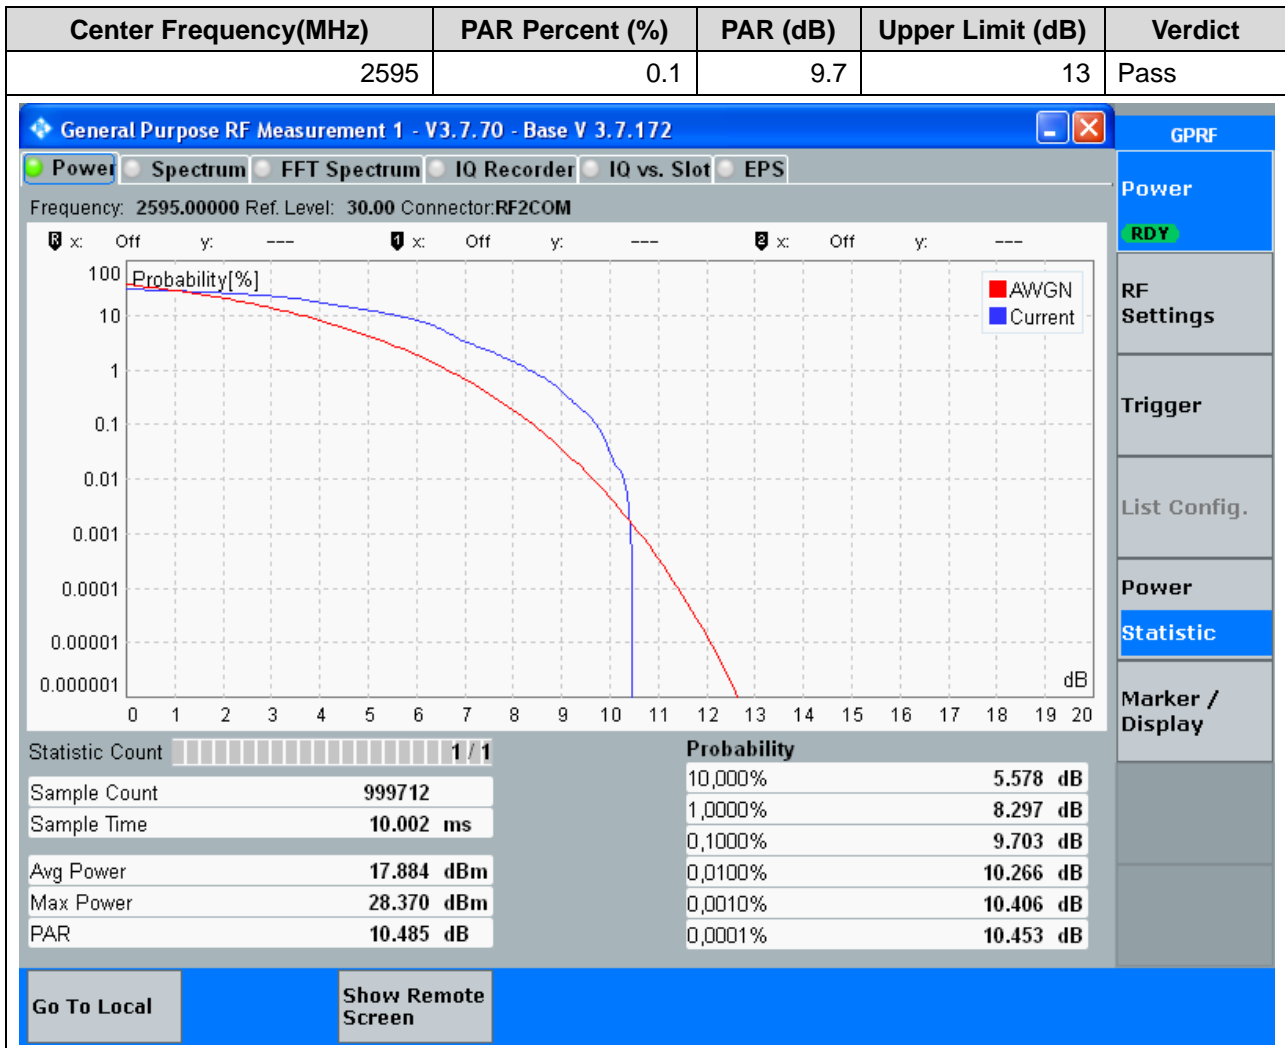 Center Frequency(MHz) PAR Percent (%) PAR (dB) Upper Limit (dB) Verdict
2595 0.1 9.7 13 Pass
General Purpose RF Measurement 1 - V3.7.70 - Base V 3.7.172
GPRF
Power Spectrum FFT Spectrum IQ Recorder IQ vs. Slot EPS
Frequency: 2595.00000 Ref. Level: 30.00 Connector:RF2COM
R x: Off y: --- 1 x: Off y: --- 2 x: Off y: ---
Probability[%]
AWGN
Current
100
10
1
0.1
0.01
0.001
0.0001
0.00001
0.000001
dB
0 1 2 3 4 5 6 7 8 9 10 11 12 13 14 15 16 17 18 19 20
Statistic Count 1 / 1
Sample Count 999712
Sample Time 10.002 ms
Avg Power 17.884 dBm
Max Power 28.370 dBm
PAR 10.485 dB
Probability
10,000% 5.578 dB
1,0000% 8.297 dB
0,1000% 9.703 dB
0,0100% 10.266 dB
0,0010% 10.406 dB
0,0001% 10.453 dB
Power
RDY
RF
Settings
Trigger
List Config.
Power
Statistic
Marker /
Display
Go To Local
Show Remote
Screen